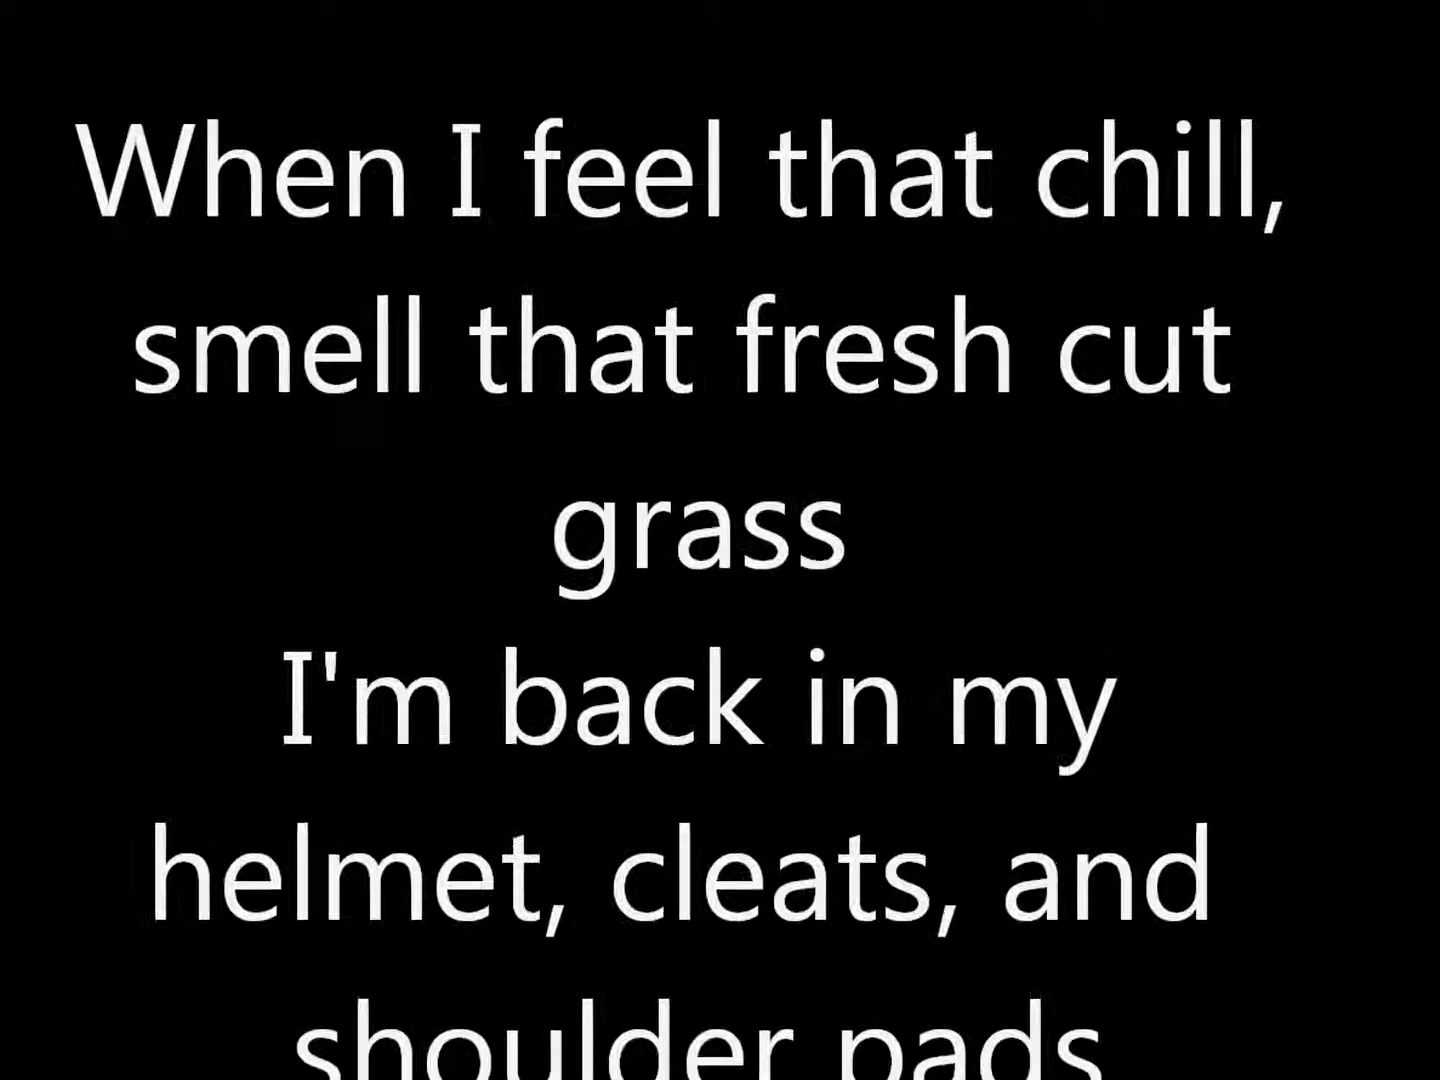 When I feel that chill,
smell that fresh cut
grass
I'm back in my
helmet, cleats, and
shoulder pads